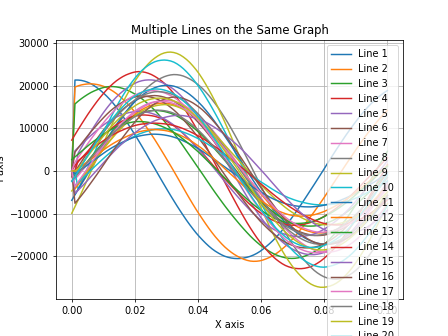 Multiple Lines on the Same Graph
30000
20000
10000
0
−10000
−20000
0.00
0.02
0.04
0.06
0.08
X axis
Line 1
Line 2
Line 3
Line 4
Line 5
Line 6
Line 7
Line 8
Line 9
Line 10
Line 11
Line 12
Line 13
Line 14
Line 15
Line 16
Line 17
Line 18
Line 19
Line 20